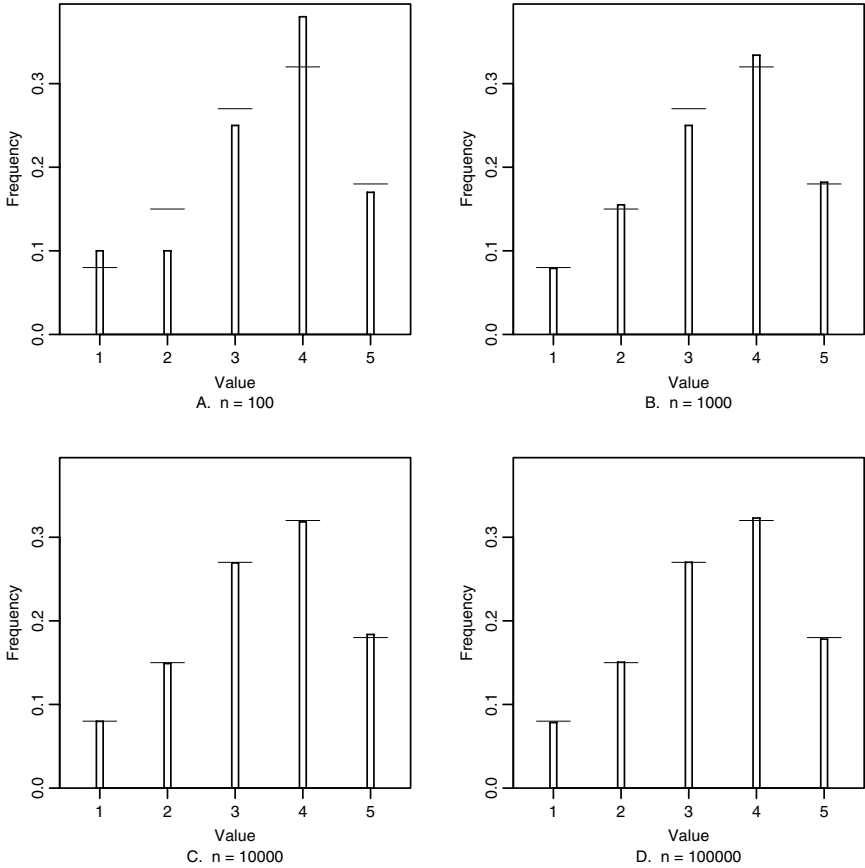 Frequency
0.0 0.1 0.2 0.3
1 2 3 4 5
Value
A. n = 100
Frequency
0.0 0.1 0.2 0.3
1 2 3 4 5
Value
B. n = 1000
Frequency
0.0 0.1 0.2 0.3
1 2 3 4 5
Value
C. n = 10000
Frequency
0.0 0.1 0.2 0.3
1 2 3 4 5
Value
D. n = 100000